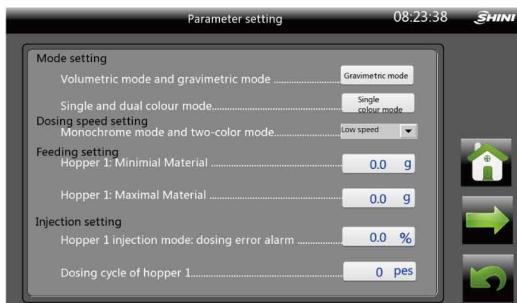 Parameter setting 08:23:38 SHINI
Mode setting
Volumetric mode and gravimetric mode ................ Gravimetric mode
Single and dual colour mode................................ Single colour mode
Dosing speed setting
Monochrome mode and two-color mode............... Low speed
Feeding setting
Hopper 1: Minimial Material ................................ 0.0 g
Hopper 1: Maximal Material ................................ 0.0 g
Injection setting
Hopper 1 injection mode: dosing error alarm ........... 0.0 %
Dosing cycle of hopper 1..................................... 0 pes